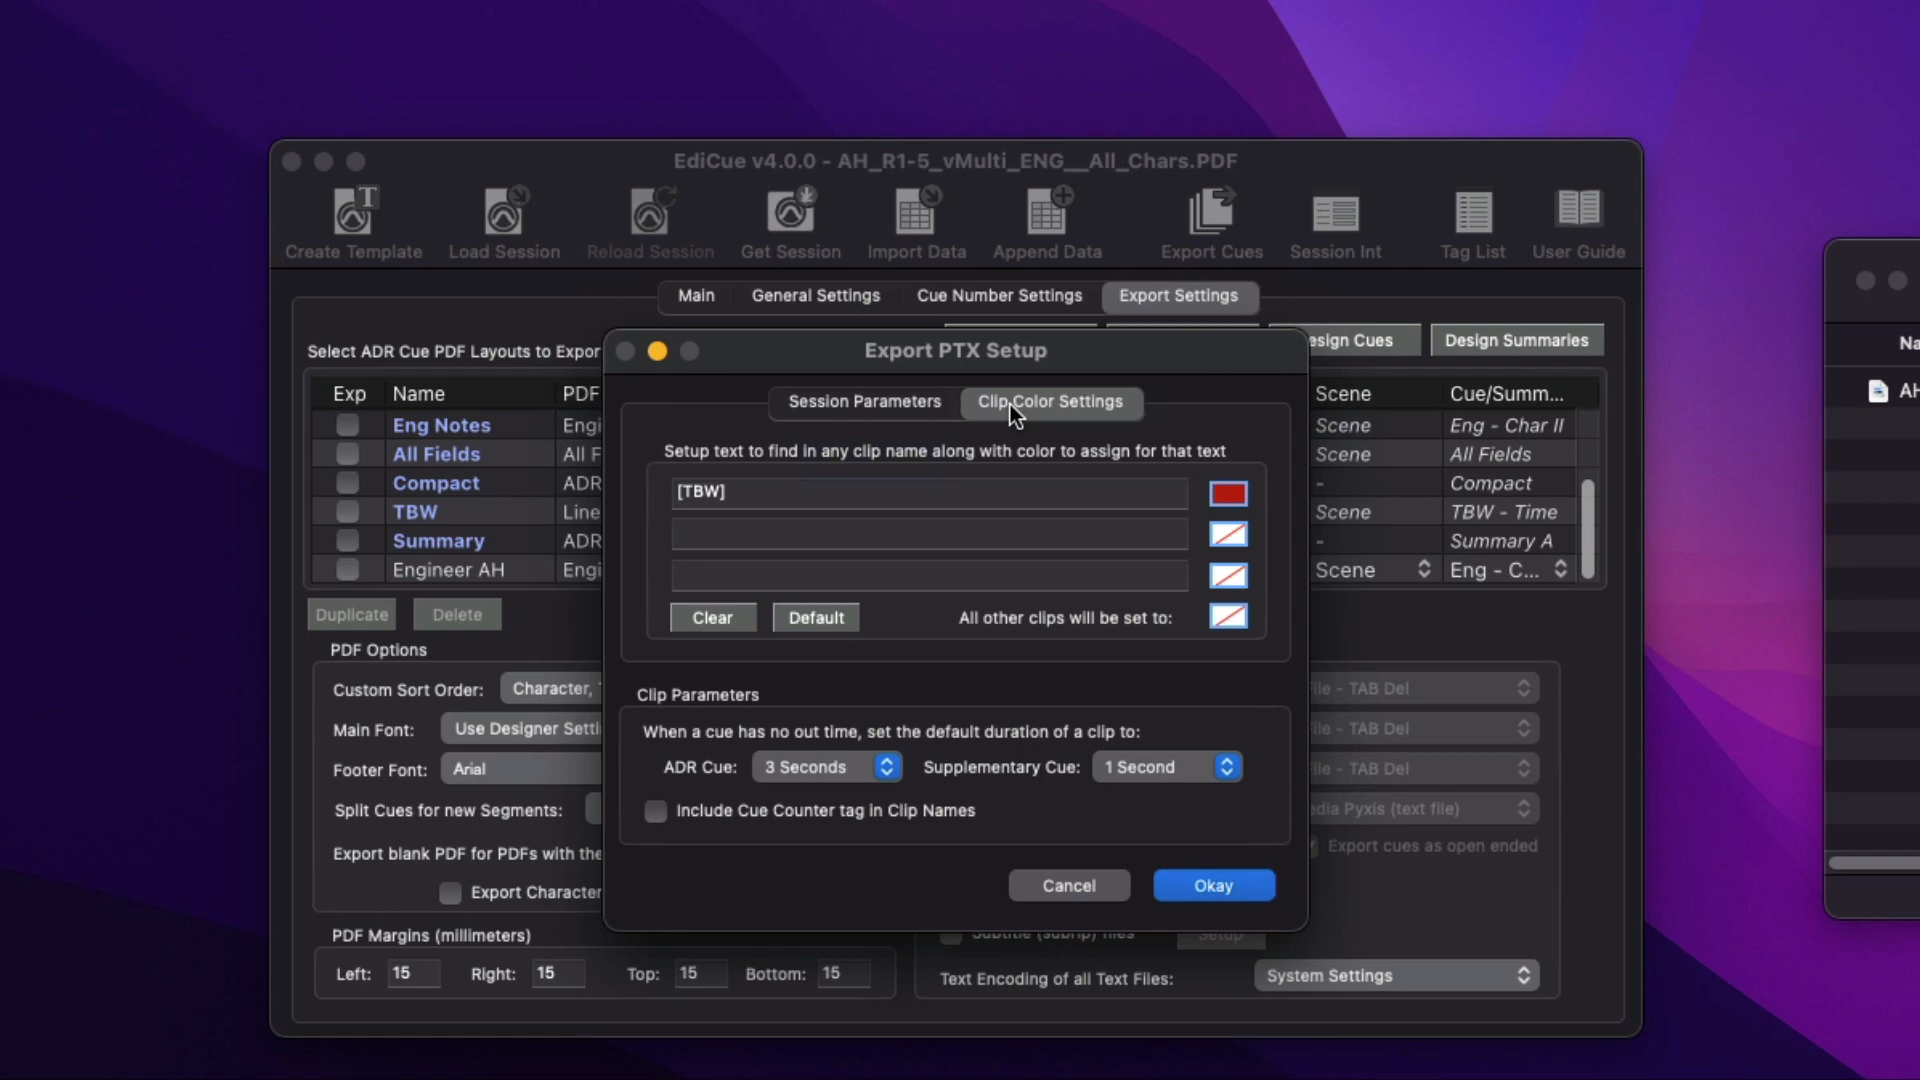 EdiCue v4.0.0 - AH_R1-5_vMulti_ENG__All_Chars.PDF
Create Template Load Session Reload Session Get Session Import Data Append Data Export Cues Session Int Tag List User Guide
Main General Settings Cue Number Settings Export Settings
Select ADR Cue PDF Layouts to Expor
esign Cues Design Summaries
Exp Name PDF Scene Cue/Summ...
Eng Notes Engi Scene Eng - Char II
All Fields All F Scene All Fields
Compact ADR - Compact
TBW Line Scene TBW - Time
Summary ADR - Summary A
Engineer AH Engi Scene Eng - C...
Duplicate Delete
PDF Options
Custom Sort Order: Character,
Main Font: Use Designer Setti
Footer Font: Arial
Split Cues for new Segments:
Export blank PDF for PDFs with the
Export Character
PDF Margins (millimeters)
Left: 15 Right: 15 Top: 15 Bottom: 15
Export PTX Setup
Session Parameters Clip Color Settings
Setup text to find in any clip name along with color to assign for that text
[TBW]
Clear Default All other clips will be set to:
Clip Parameters
When a cue has no out time, set the default duration of a clip to:
ADR Cue: 3 Seconds Supplementary Cue: 1 Second
Include Cue Counter tag in Clip Names
Cancel Okay
ile - TAB Del
ile - TAB Del
ile - TAB Del
edia Pyxis (text file)
Export cues as open ended
Subtitle (subrip) files Setup
Text Encoding of all Text Files: System Settings
Na
AH